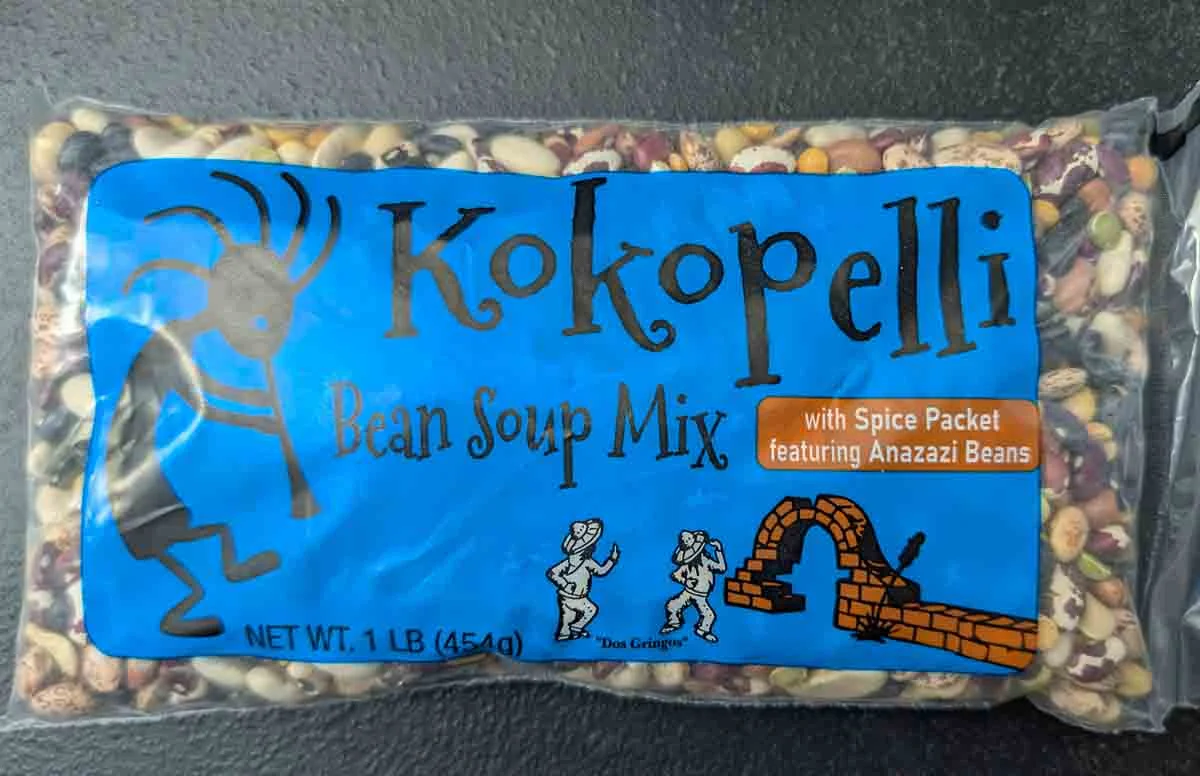 Kokopelli
Bean Soup Mix
with Spice Packet
featuring Anazazi Beans
"Dos Gringos"
NET WT. 1 LB (454g)